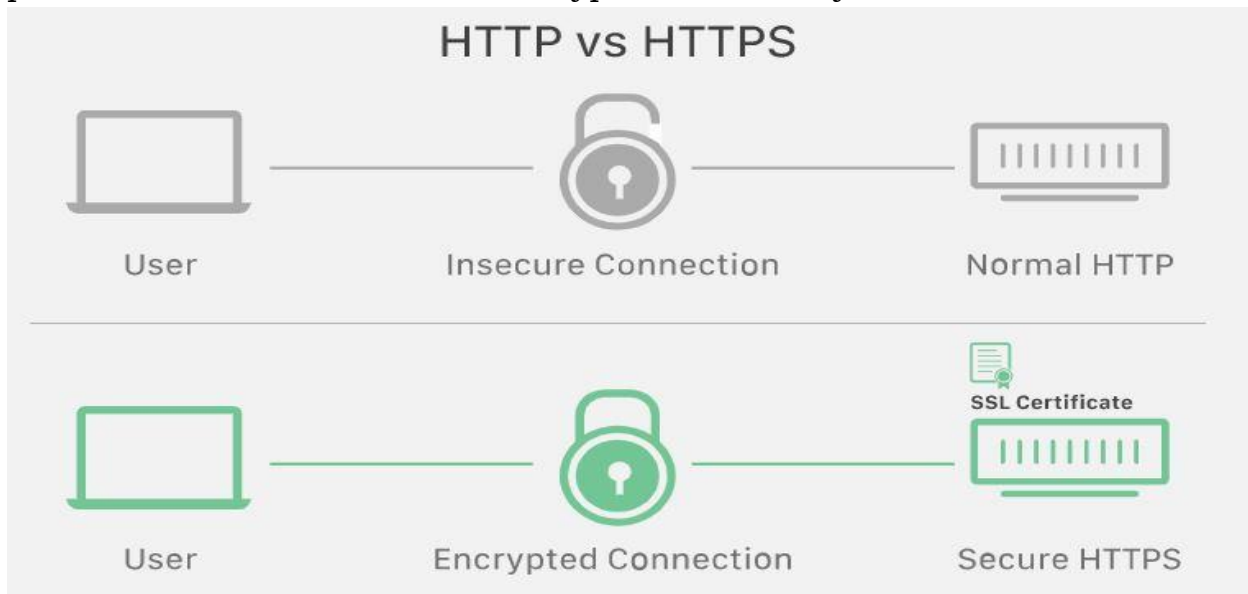 HTTP vs HTTPS
User
Insecure Connection
Normal HTTP
SSL Certificate
User
Encrypted Connection
Secure HTTPS